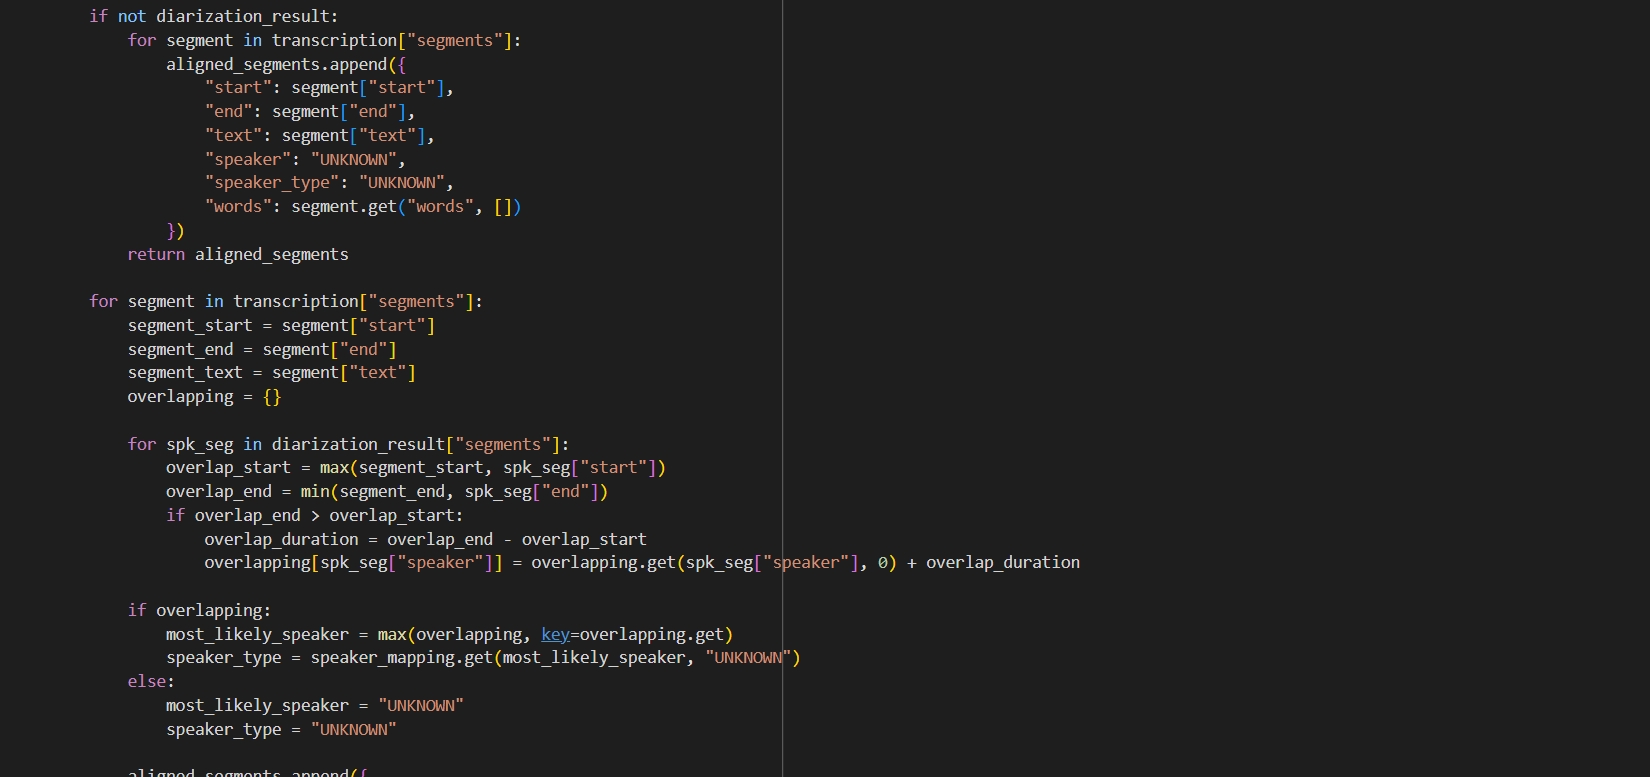 if not diarization_result:
    for segment in transcription["segments"]:
        aligned_segments.append({
            "start": segment["start"],
            "end": segment["end"],
            "text": segment["text"],
            "speaker": "UNKNOWN",
            "speaker_type": "UNKNOWN",
            "words": segment.get("words", [])
        })
    return aligned_segments

for segment in transcription["segments"]:
    segment_start = segment["start"]
    segment_end = segment["end"]
    segment_text = segment["text"]
    overlapping = {}

    for spk_seg in diarization_result["segments"]:
        overlap_start = max(segment_start, spk_seg["start"])
        overlap_end = min(segment_end, spk_seg["end"])
        if overlap_end > overlap_start:
            overlap_duration = overlap_end - overlap_start
            overlapping[spk_seg["speaker"]] = overlapping.get(spk_seg["speaker"], 0) + overlap_duration

    if overlapping:
        most_likely_speaker = max(overlapping, key=overlapping.get)
        speaker_type = speaker_mapping.get(most_likely_speaker, "UNKNOWN")
    else:
        most_likely_speaker = "UNKNOWN"
        speaker_type = "UNKNOWN"

    aligned_segments.append({